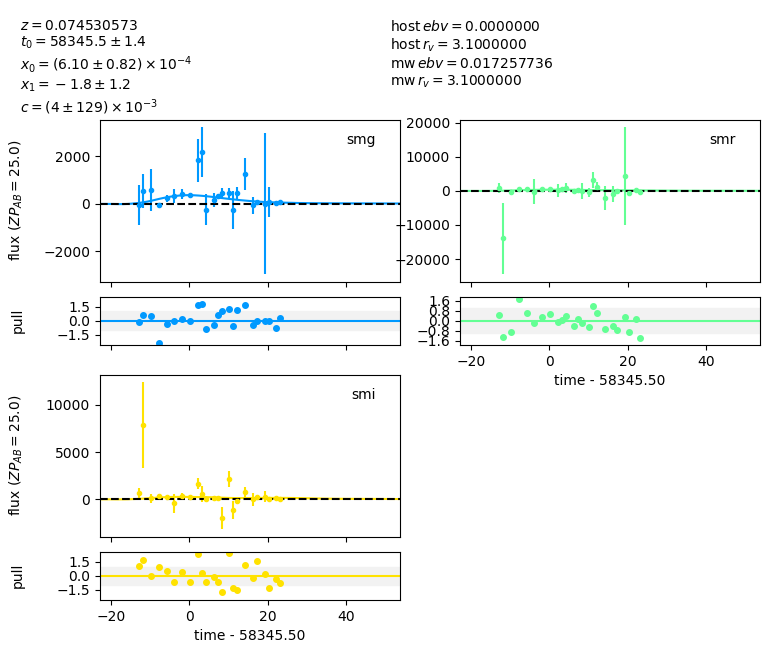 z = 0.074530573
t₀ = 58345.5 ± 1.4
x₀ = (6.10 ± 0.82) × 10⁻⁴
x₁ = −1.8 ± 1.2
c = (4 ± 129) × 10⁻³
host ebv = 0.0000000
host r_v = 3.1000000
mw ebv = 0.017257736
mw r_v = 3.1000000
smg
flux (ZP_AB = 25.0)
2000
0
−2000
smr
20000
10000
0
−10000
−20000
pull
1.5
0.0
−1.5
1.6
0.8
0.0
−0.8
−1.6
−20 0 20 40
time - 58345.50
smi
flux (ZP_AB = 25.0)
10000
5000
0
pull
1.5
0.0
−1.5
−20 0 20 40
time - 58345.50